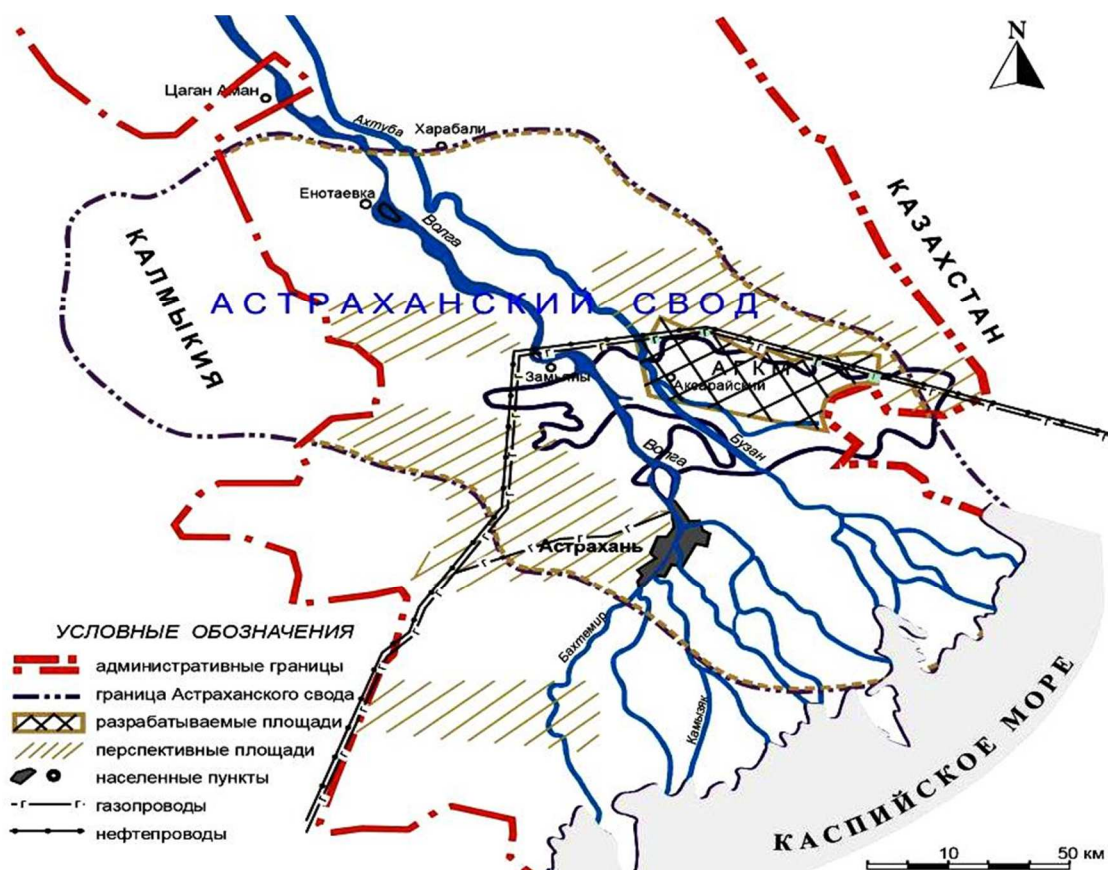 N
Цаган Аман
Ахтуба
Харабали
Енотаевка
Волга
КАЗАХСТАН
КАЛМЫКИЯ
АСТРАХАНСКИЙ СВОД
Замьяны
АГКМ
Аксарайский
Волга
Бузан
Астрахань
Бахтемир
Камызяк
КАСПИЙСКОЕ МОРЕ
УСЛОВНЫЕ ОБОЗНАЧЕНИЯ
административные границы
граница Астраханского свода
разрабатываемые площади
перспективные площади
населенные пункты
г г газопроводы
нефтепроводы
10 50 км